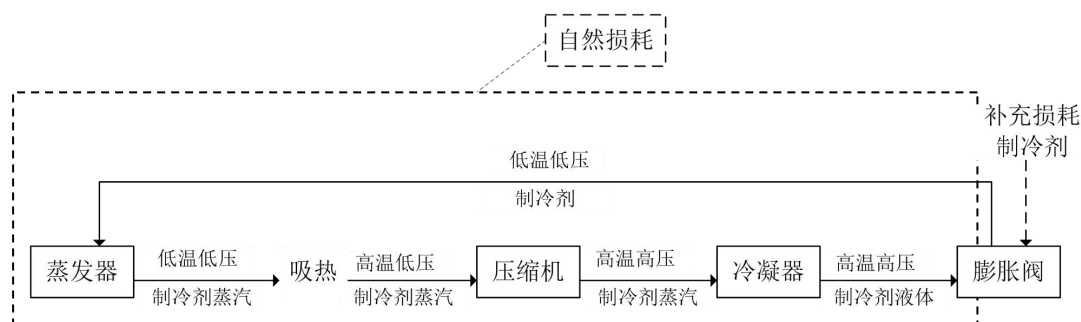 自然损耗
补充损耗
制冷剂
低温低压
制冷剂
蒸发器
低温低压
制冷剂蒸汽
吸热
高温低压
制冷剂蒸汽
压缩机
高温高压
制冷剂蒸汽
冷凝器
高温高压
制冷剂液体
膨胀阀